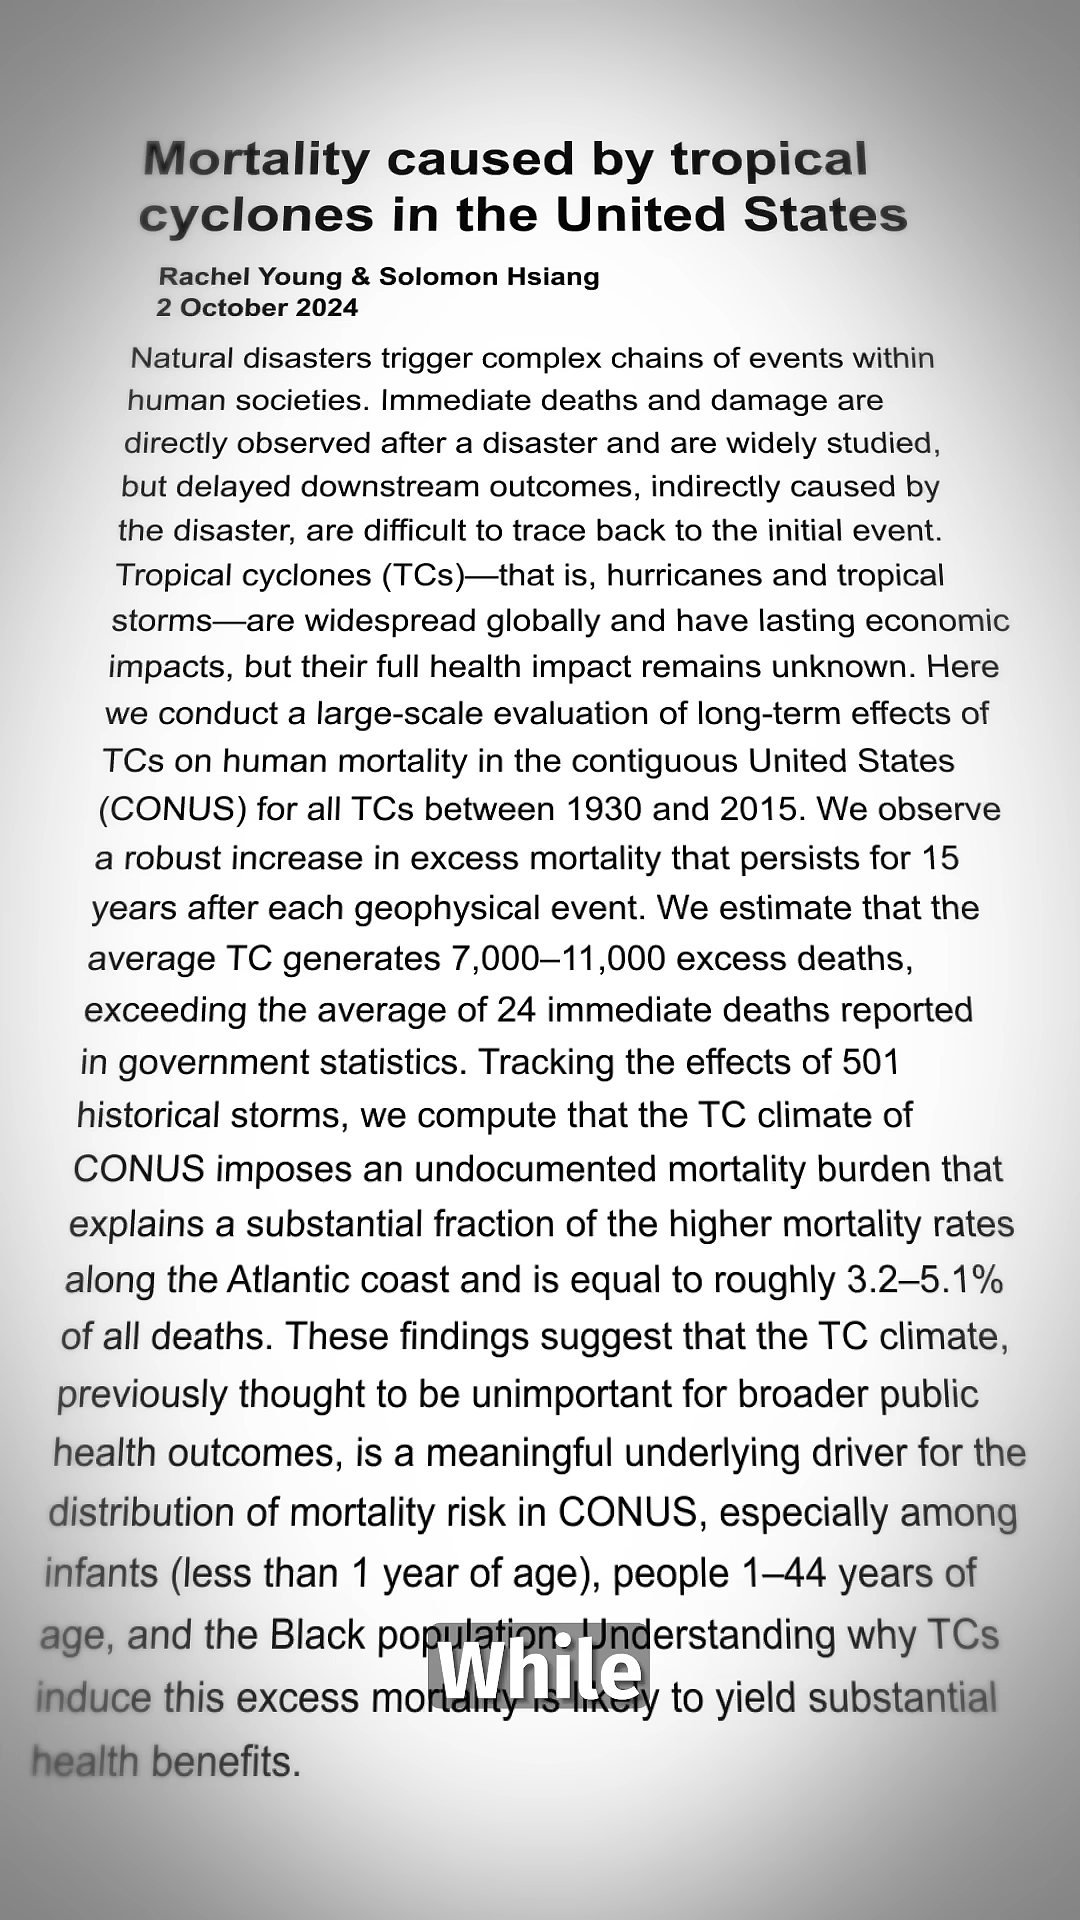 Mortality caused by tropical
cyclones in the United States
Rachel Young & Solomon Hsiang
2 October 2024
Natural disasters trigger complex chains of events within
human societies. Immediate deaths and damage are
directly observed after a disaster and are widely studied,
but delayed downstream outcomes, indirectly caused by
the disaster, are difficult to trace back to the initial event.
Tropical cyclones (TCs)—that is, hurricanes and tropical
storms—are widespread globally and have lasting economic
impacts, but their full health impact remains unknown. Here
we conduct a large-scale evaluation of long-term effects of
TCs on human mortality in the contiguous United States
(CONUS) for all TCs between 1930 and 2015. We observe
a robust increase in excess mortality that persists for 15
years after each geophysical event. We estimate that the
average TC generates 7,000–11,000 excess deaths,
exceeding the average of 24 immediate deaths reported
in government statistics. Tracking the effects of 501
historical storms, we compute that the TC climate of
CONUS imposes an undocumented mortality burden that
explains a substantial fraction of the higher mortality rates
along the Atlantic coast and is equal to roughly 3.2–5.1%
of all deaths. These findings suggest that the TC climate,
previously thought to be unimportant for broader public
health outcomes, is a meaningful underlying driver for the
distribution of mortality risk in CONUS, especially among
infants (less than 1 year of age), people 1–44 years of
age, and the Black population. Understanding why TCs
While
induce this excess mortality is likely to yield substantial
health benefits.